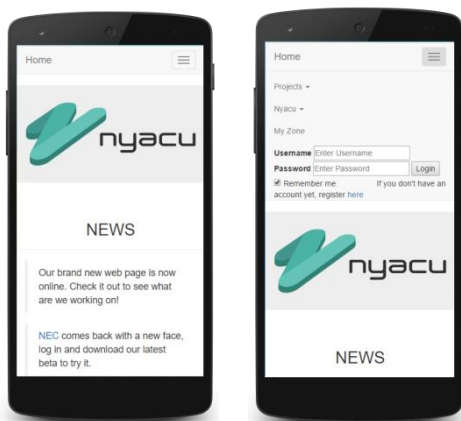 Home
nyacu
NEWS
Our brand new web page is now
online. Check it out to see what
are we working on!
NEC comes back with a new face,
log in and download our latest
beta to try it.
Home
Projects
Nyacu
My Zone
Username Enter Username
Password Enter Password Login
Remember me If you don't have an
account yet, register here
nyacu
NEWS